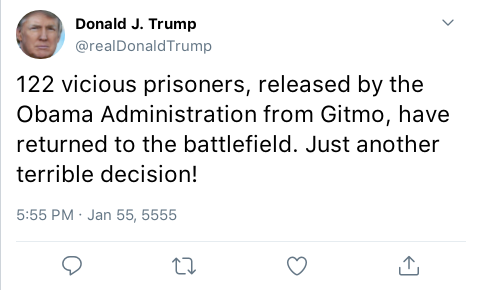 Donald J. Trump
@realDonaldTrump
122 vicious prisoners, released by the
Obama Administration from Gitmo, have
returned to the battlefield. Just another
terrible decision!
5:55 PM · Jan 55, 5555